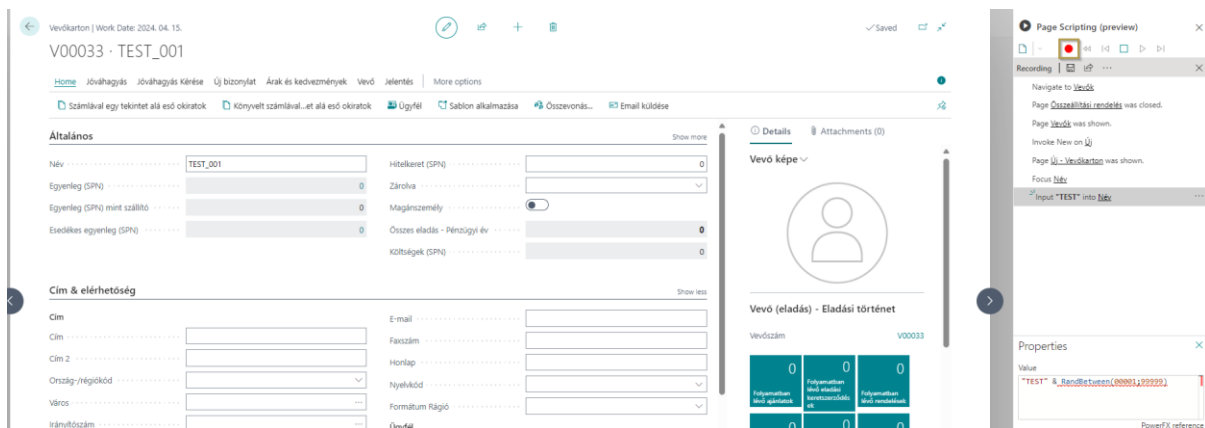 Vevőkarton | Work Date: 2024. 04. 15.
Saved
V00033 · TEST_001
Home Jóváhagyás Jóváhagyás Kérése Új bizonylat Árak és kedvezmények Vevő Jelentés More options
Számlával egy tekintet alá eső okiratok Könyvelt számlával...et alá eső okiratok Ügyfél Sablon alkalmazása Összevonás... Email küldése
Általános
Show more
Név TEST_001
Egyenleg (SPN) 0
Egyenleg (SPN) mint szállító 0
Esedékes egyenleg (SPN) 0
Hitelkeret (SPN) 0
Zárolva
Magánszemély
Összes eladás - Pénzügyi év 0
Költségek (SPN) 0
Cím & elérhetőség
Show less
Cím
Cím
Cím 2
Ország-/régiókód
Város
Irányítószám
E-mail
Faxszám
Honlap
Nyelvkód
Formátum Rágió
Ügyfél
Details Attachments (0)
Vevő képe
Vevő (eladás) - Eladási történet
Vevőszám V00033
0 0 0
Folyamatban lévő ajánlatok
Folyamatban lévő eladási keretszerződések
Folyamatban lévő rendelések
0 0 0
Page Scripting (preview)
Recording
Navigate to Vevők
Page Összeállítási rendelés was closed.
Page Vevők was shown.
Invoke New on Új
Page Új - Vevőkarton was shown.
Focus Név
Input "TEST" into Név
Properties
Value
"TEST" & RandBetween(00001;99999)
PowerFX reference